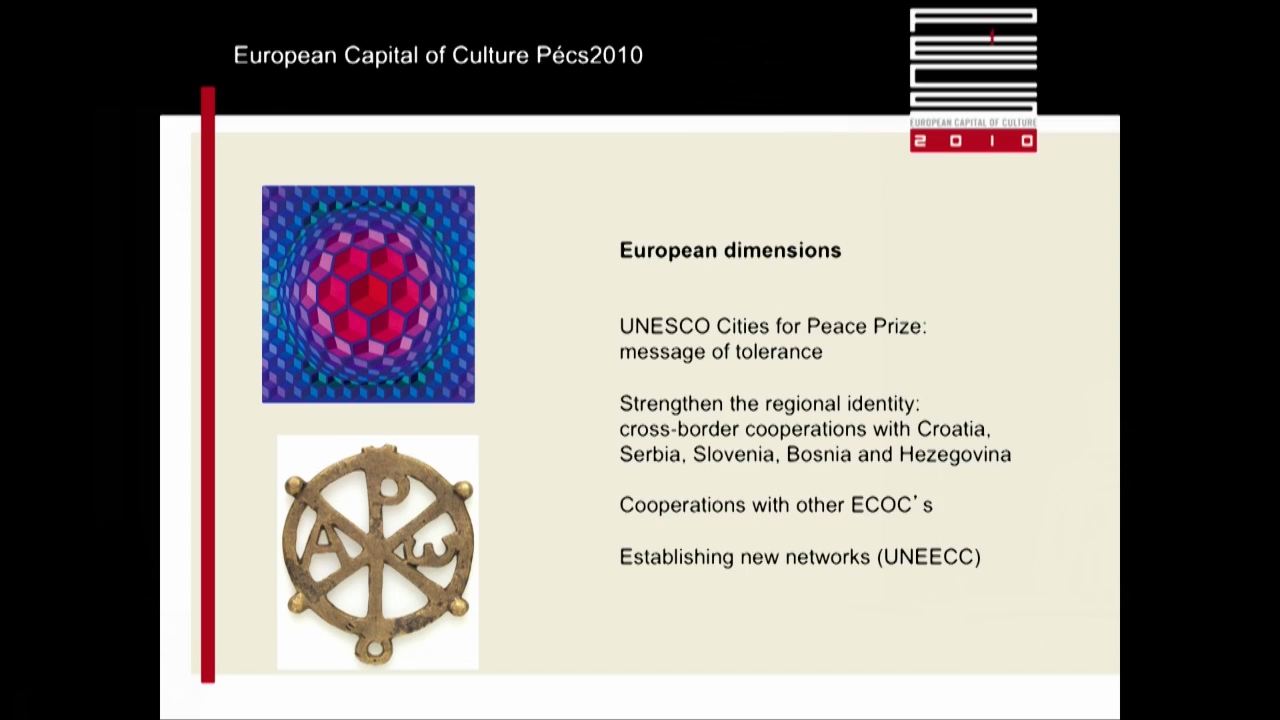 European Capital of Culture Pécs2010
PÉCS
EUROPEAN CAPITAL OF CULTURE
2010
European dimensions
UNESCO Cities for Peace Prize:
message of tolerance
Strengthen the regional identity:
cross-border cooperations with Croatia,
Serbia, Slovenia, Bosnia and Hezegovina
Cooperations with other ECOC's
Establishing new networks (UNEECC)
P
A ω